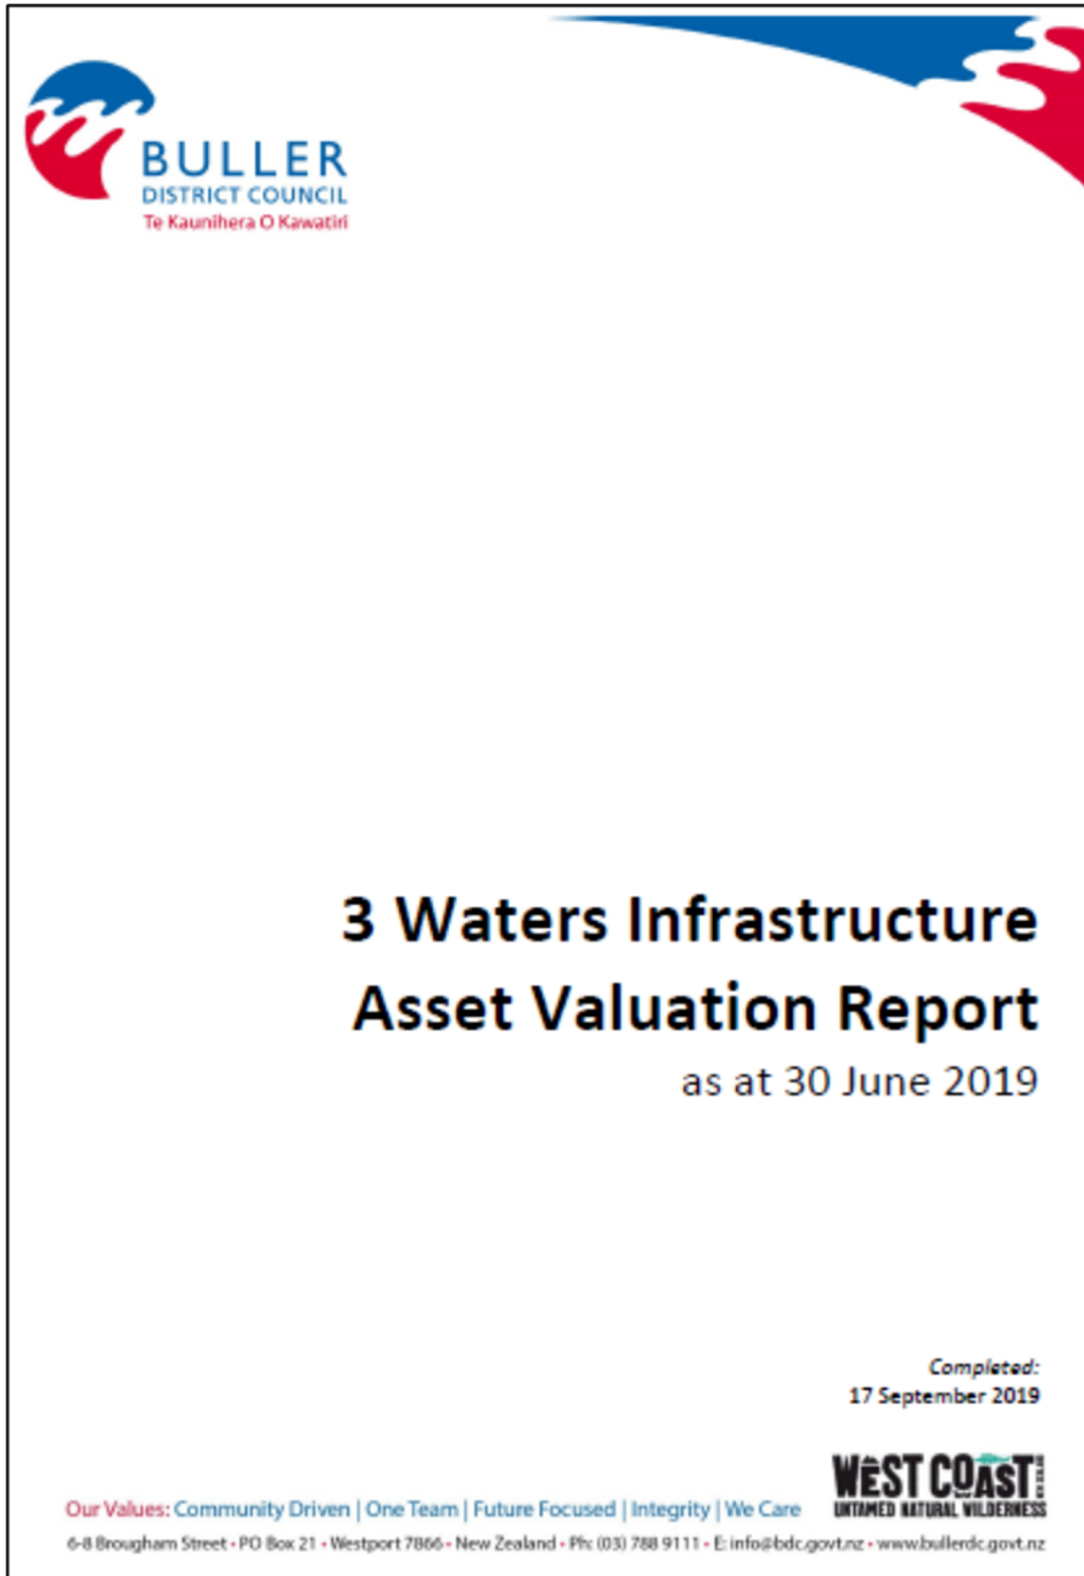 BULLER
DISTRICT COUNCIL
Te Kaunihera O Kawatiri
3 Waters Infrastructure
Asset Valuation Report
as at 30 June 2019
Completed:
17 September 2019
WEST COAST
UNTAMED NATURAL WILDERNESS
Our Values: Community Driven | One Team | Future Focused | Integrity | We Care
6-8 Brougham Street • PO Box 21 • Westport 7866 • New Zealand • Ph: (03) 788 9111 • E: info@bdc.govt.nz • www.bullerdc.govt.nz